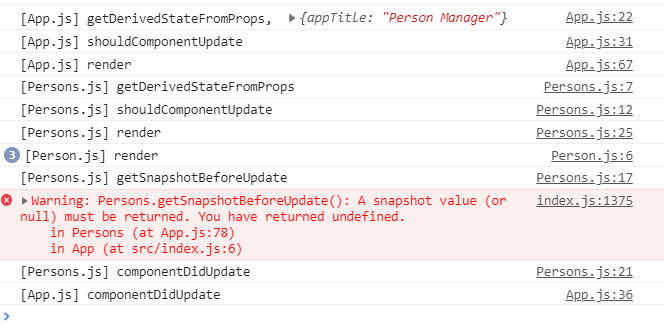 [App.js] getDerivedStateFromProps, ▶{appTitle: "Person Manager"} App.js:22
[App.js] shouldComponentUpdate App.js:31
[App.js] render App.js:67
[Persons.js] getDerivedStateFromProps Persons.js:7
[Persons.js] shouldComponentUpdate Persons.js:12
[Persons.js] render Persons.js:25
3 [Person.js] render Person.js:6
[Persons.js] getSnapshotBeforeUpdate Persons.js:17
▶Warning: Persons.getSnapshotBeforeUpdate(): A snapshot value (or index.js:1375
null) must be returned. You have returned undefined.
in Persons (at App.js:78)
in App (at src/index.js:6)
[Persons.js] componentDidUpdate Persons.js:21
[App.js] componentDidUpdate App.js:36
>